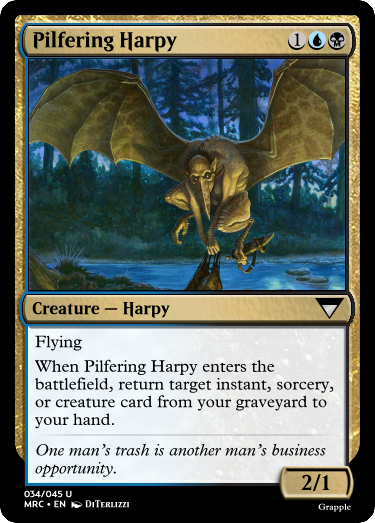 Pilfering Harpy 1
Creature — Harpy
Flying
When Pilfering Harpy enters the
battlefield, return target instant, sorcery,
or creature card from your graveyard to
your hand.
One man's trash is another man's business
opportunity.
2/1
034/045 U
MRC • EN DiTerlizzi
Grapple